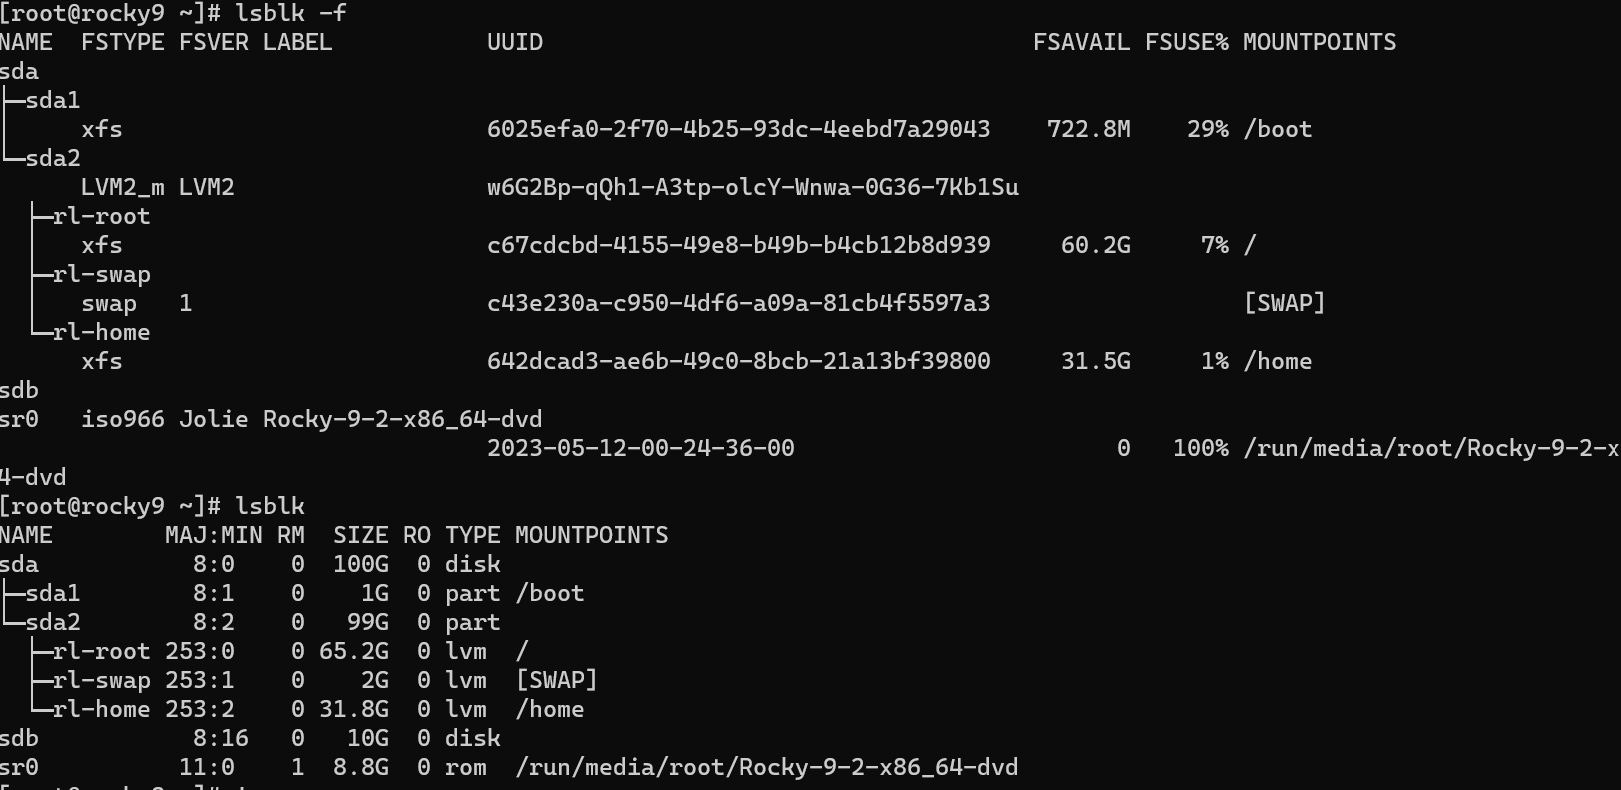 [root@rocky9 ~]# lsblk -f
NAME  FSTYPE FSVER LABEL           UUID                                   FSAVAIL FSUSE% MOUNTPOINTS
sda
├─sda1
│     xfs                          6025efa0-2f70-4b25-93dc-4eebd7a29043    722.8M    29% /boot
└─sda2
      LVM2_m LVM2                  w6G2Bp-qQh1-A3tp-olcY-Wnwa-0G36-7Kb1Su
  ├─rl-root
  │   xfs                          c67cdcbd-4155-49e8-b49b-b4cb12b8d939     60.2G     7% /
  ├─rl-swap
  │   swap   1                     c43e230a-c950-4df6-a09a-81cb4f5597a3                  [SWAP]
  └─rl-home
      xfs                          642dcad3-ae6b-49c0-8bcb-21a13bf39800     31.5G     1% /home
sdb
sr0   iso966 Jolie Rocky-9-2-x86_64-dvd
                                   2023-05-12-00-24-36-00                       0   100% /run/media/root/Rocky-9-2-x
4-dvd
[root@rocky9 ~]# lsblk
NAME        MAJ:MIN RM  SIZE RO TYPE MOUNTPOINTS
sda           8:0    0  100G  0 disk
├─sda1        8:1    0    1G  0 part /boot
└─sda2        8:2    0   99G  0 part
  ├─rl-root 253:0    0 65.2G  0 lvm  /
  ├─rl-swap 253:1    0    2G  0 lvm  [SWAP]
  └─rl-home 253:2    0 31.8G  0 lvm  /home
sdb           8:16   0   10G  0 disk
sr0          11:0    1  8.8G  0 rom  /run/media/root/Rocky-9-2-x86_64-dvd